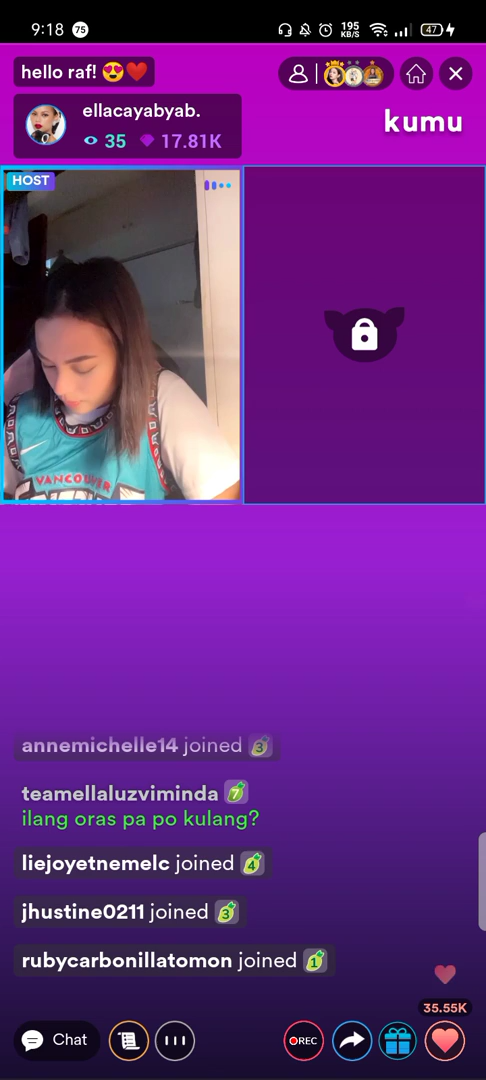 9:18 75 195 KB/S 47
hello raf! 😍❤️
ellacayabyab.
35 17.81K
kumu
HOST
VANCOUVER
annemichelle14 joined 3
teamellaluzviminda 7
ilang oras pa po kulang?
liejoyetnemelc joined 4
jhustine0211 joined 3
rubycarbonillatomon joined 1
35.55K
Chat
REC